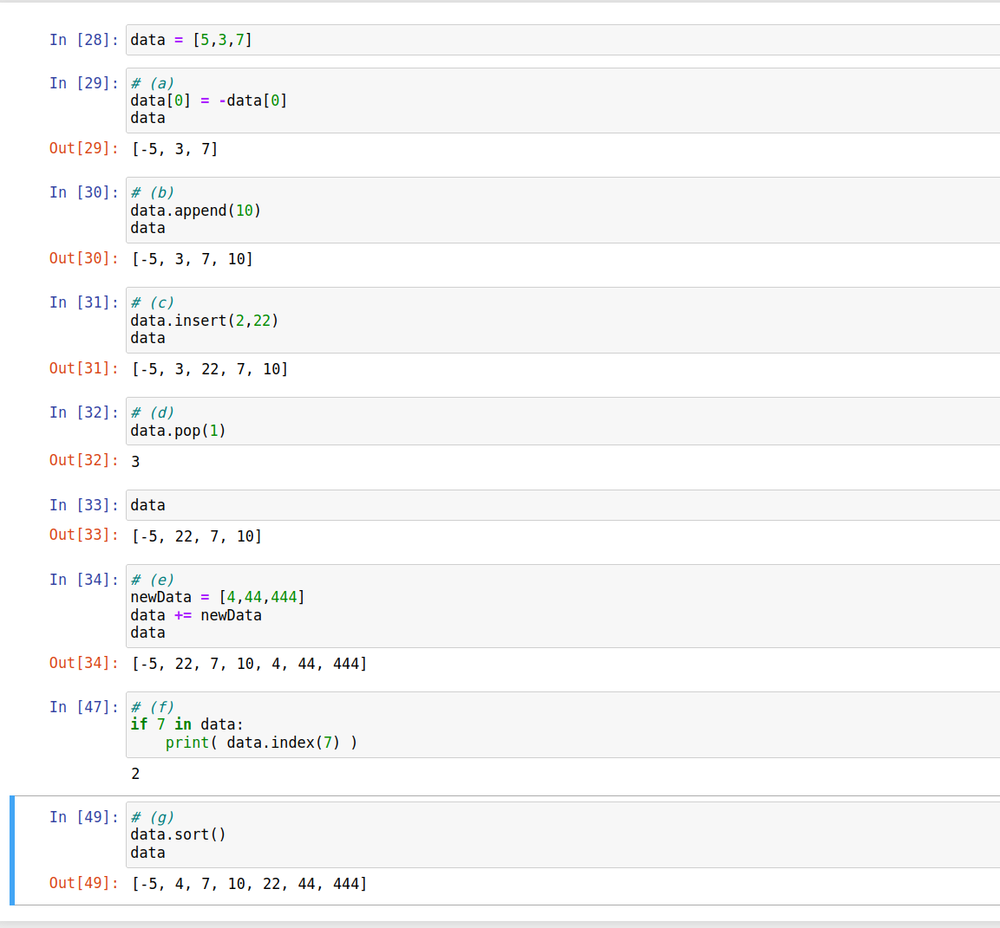 In [28]: data = [5,3,7]
In [29]: # (a)
data[0] = -data[0]
data
Out[29]: [-5, 3, 7]
In [30]: # (b)
data.append(10)
data
Out[30]: [-5, 3, 7, 10]
In [31]: # (c)
data.insert(2,22)
data
Out[31]: [-5, 3, 22, 7, 10]
In [32]: # (d)
data.pop(1)
Out[32]: 3
In [33]: data
Out[33]: [-5, 22, 7, 10]
In [34]: # (e)
newData = [4,44,444]
data += newData
data
Out[34]: [-5, 22, 7, 10, 4, 44, 444]
In [47]: # (f)
if 7 in data:
    print( data.index(7) )
2
In [49]: # (g)
data.sort()
data
Out[49]: [-5, 4, 7, 10, 22, 44, 444]